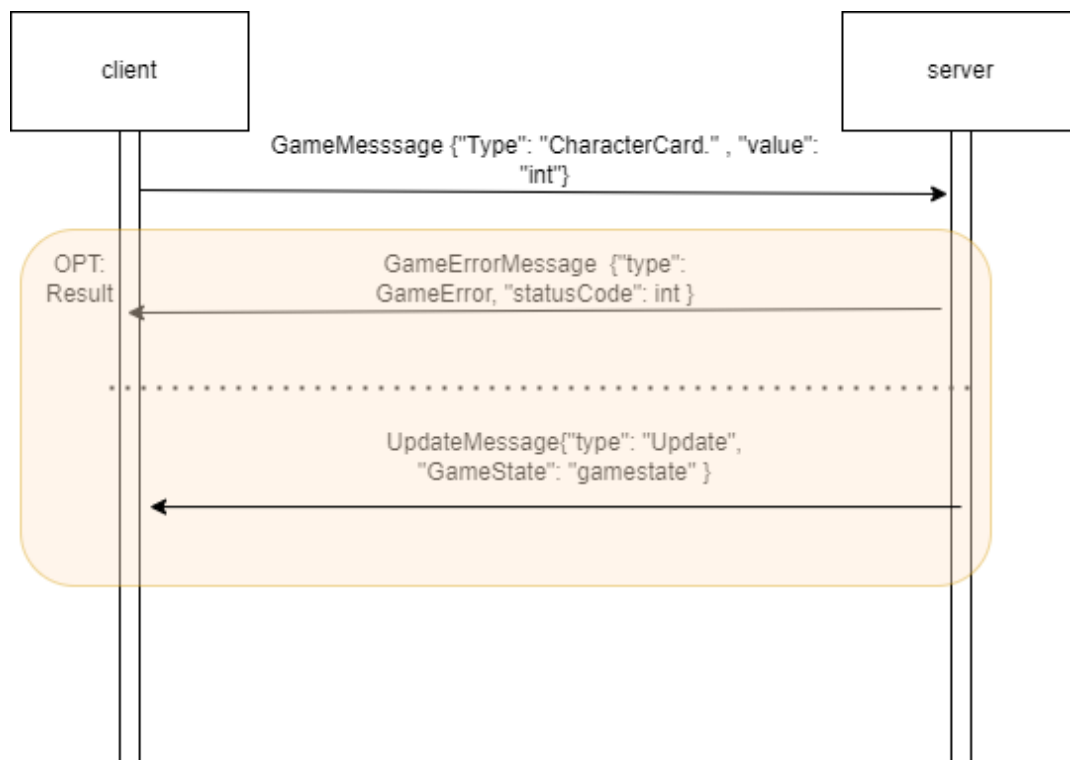 client
server
GameMesssage {"Type": "CharacterCard." , "value":
"int"}
OPT:
Result
GameErrorMessage  {"type":
GameError, "statusCode": int }
UpdateMessage{"type": "Update",
"GameState": "gamestate" }